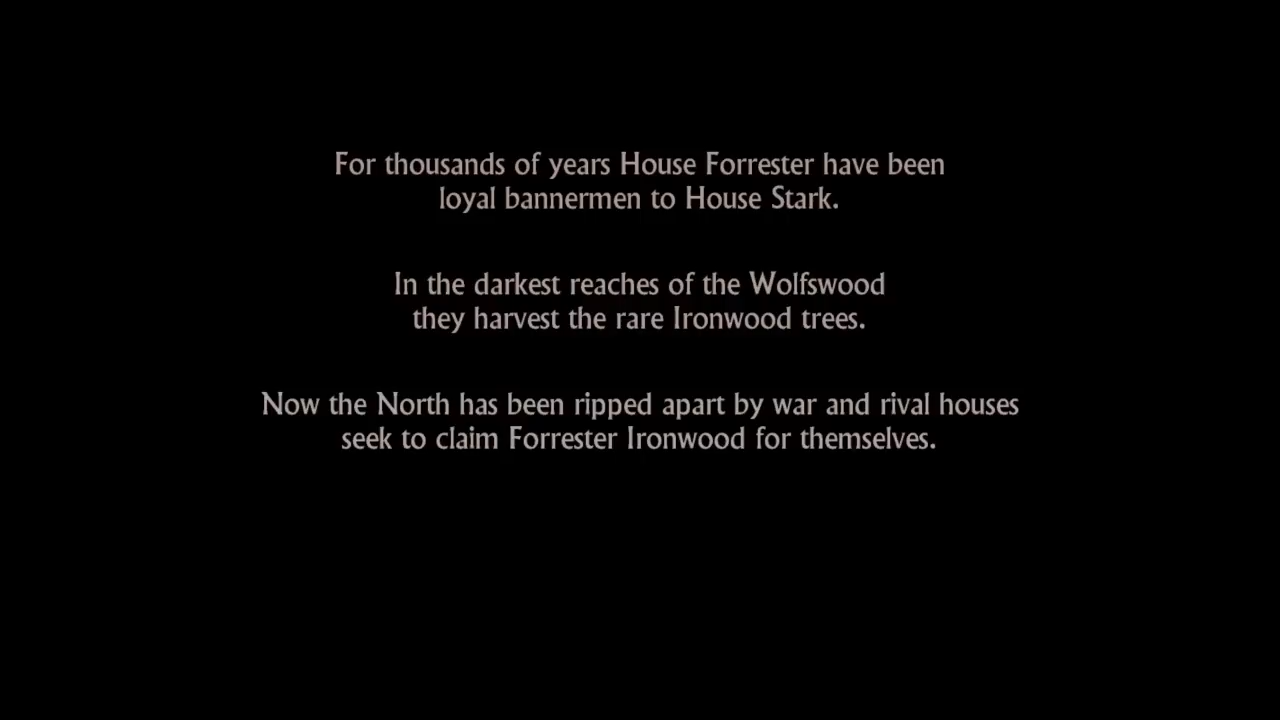 For thousands of years House Forrester have been
loyal bannermen to House Stark.
In the darkest reaches of the Wolfswood
they harvest the rare Ironwood trees.
Now the North has been ripped apart by war and rival houses
seek to claim Forrester Ironwood for themselves.